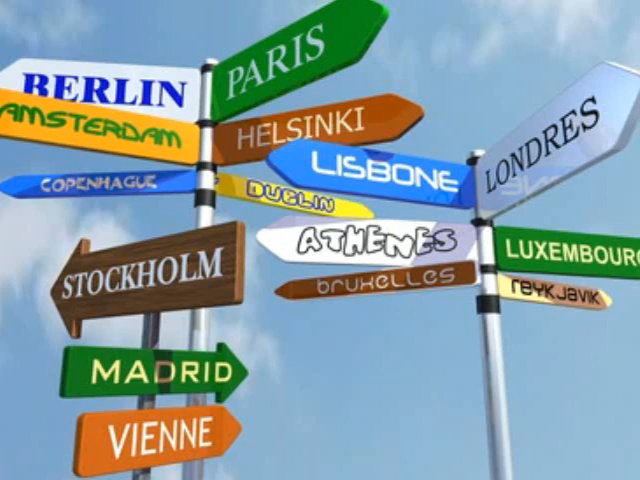 PARIS
BERLIN
AMSTERDAM
HELSINKI
COPENHAGUE
DUBLIN
LISBONE
LONDRES
ATHENES
LUXEMBOURG
bruxelles
reykjavik
STOCKHOLM
MADRID
VIENNE